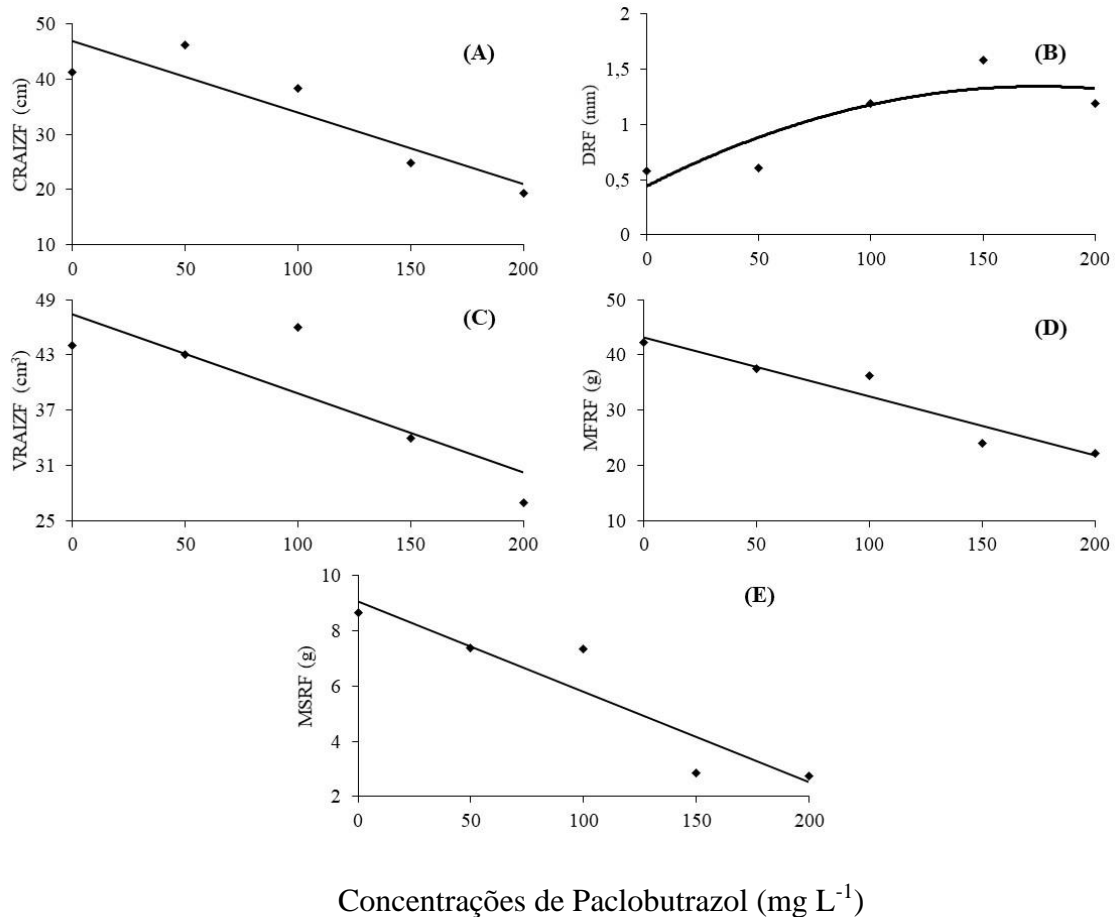 50
40
30
20
10
CRAIZF (cm)
(A)
0 50 100 150 200
2
1,5
1
0,5
0
DRF (mm)
(B)
0 50 100 150 200
49
43
37
31
25
VRAIZF (cm³)
(C)
0 50 100 150 200
50
40
30
20
10
MFRF (g)
(D)
0 50 100 150 200
10
8
6
4
2
MSRF (g)
(E)
0 50 100 150 200
Concentrações de Paclobutrazol (mg L⁻¹)